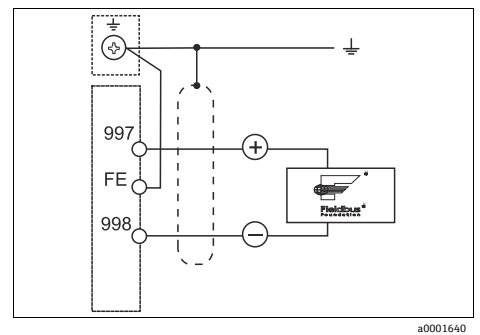 997
FE
998
+
−
Fieldbus
Foundation
a0001640